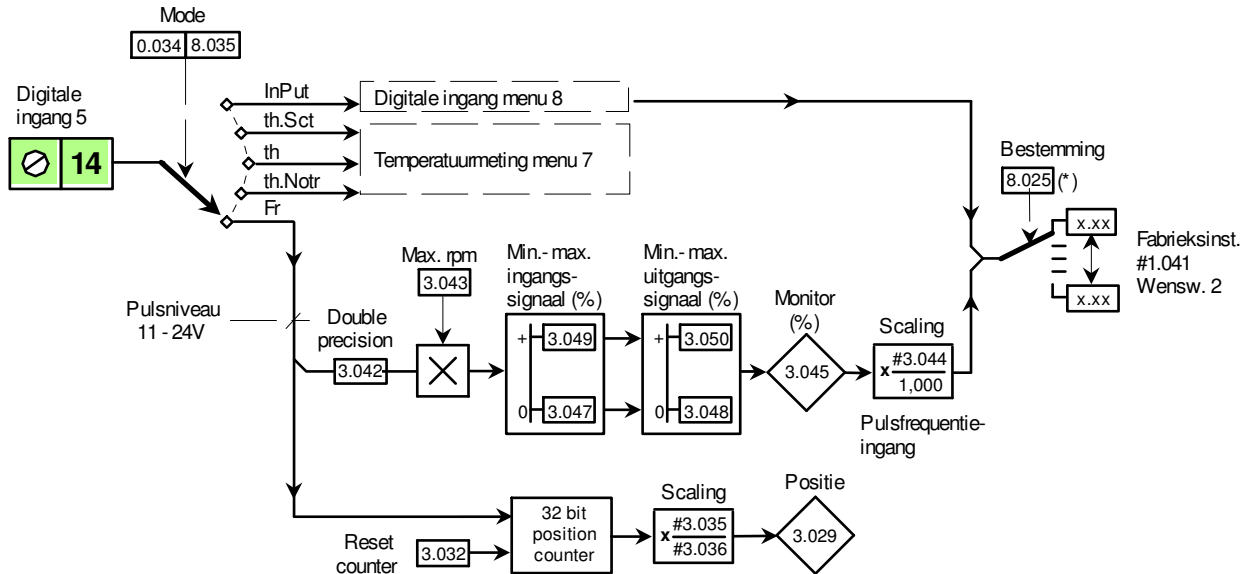 Mode
0.034 8.035
Digitale
ingang 5
14
InPut
th.Sct
th
th.Notr
Fr
Digitale ingang menu 8
Temperatuurmeting menu 7
Bestemming
8.025 (*)
x.xx
x.xx
Fabrieksinst.
#1.041
Wensw. 2
Pulsniveau
11 - 24V
Double
precision
3.042
Max. rpm
3.043
Min.- max.
ingangs-
signaal (%)
+ 3.049
0 3.047
Min.- max.
uitgangs-
signaal (%)
+ 3.050
0 3.048
Monitor
(%)
3.045
Scaling
x #3.044
1,000
Pulsfrequentie-
ingang
Reset
counter
3.032
32 bit
position
counter
Scaling
x #3.035
#3.036
Positie
3.029